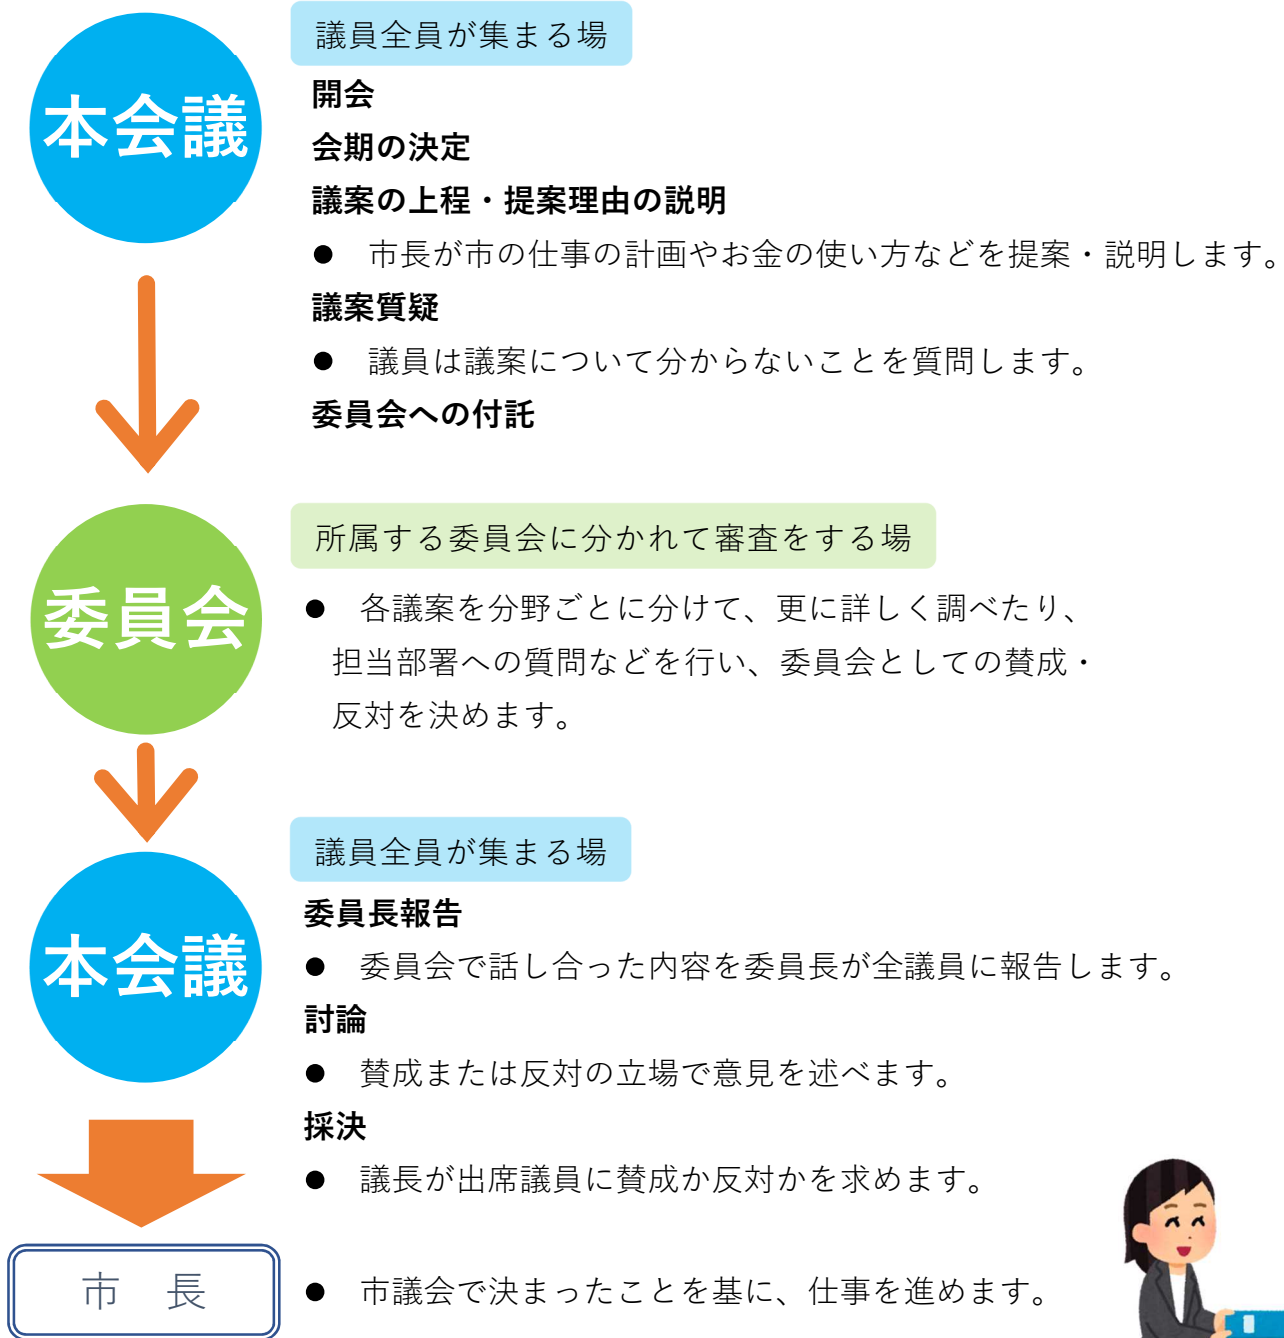 本会議
議員全員が集まる場
開会
会期の決定
議案の上程・提案理由の説明
● 市長が市の仕事の計画やお金の使い方などを提案・説明します。
議案質疑
● 議員は議案について分からないことを質問します。
委員会への付託
委員会
所属する委員会に分かれて審査をする場
● 各議案を分野ごとに分けて、更に詳しく調べたり、
担当部署への質問などを行い、委員会としての賛成・
反対を決めます。
本会議
議員全員が集まる場
委員長報告
● 委員会で話し合った内容を委員長が全議員に報告します。
討論
● 賛成または反対の立場で意見を述べます。
採決
● 議長が出席議員に賛成か反対かを求めます。
市　長
● 市議会で決まったことを基に、仕事を進めます。